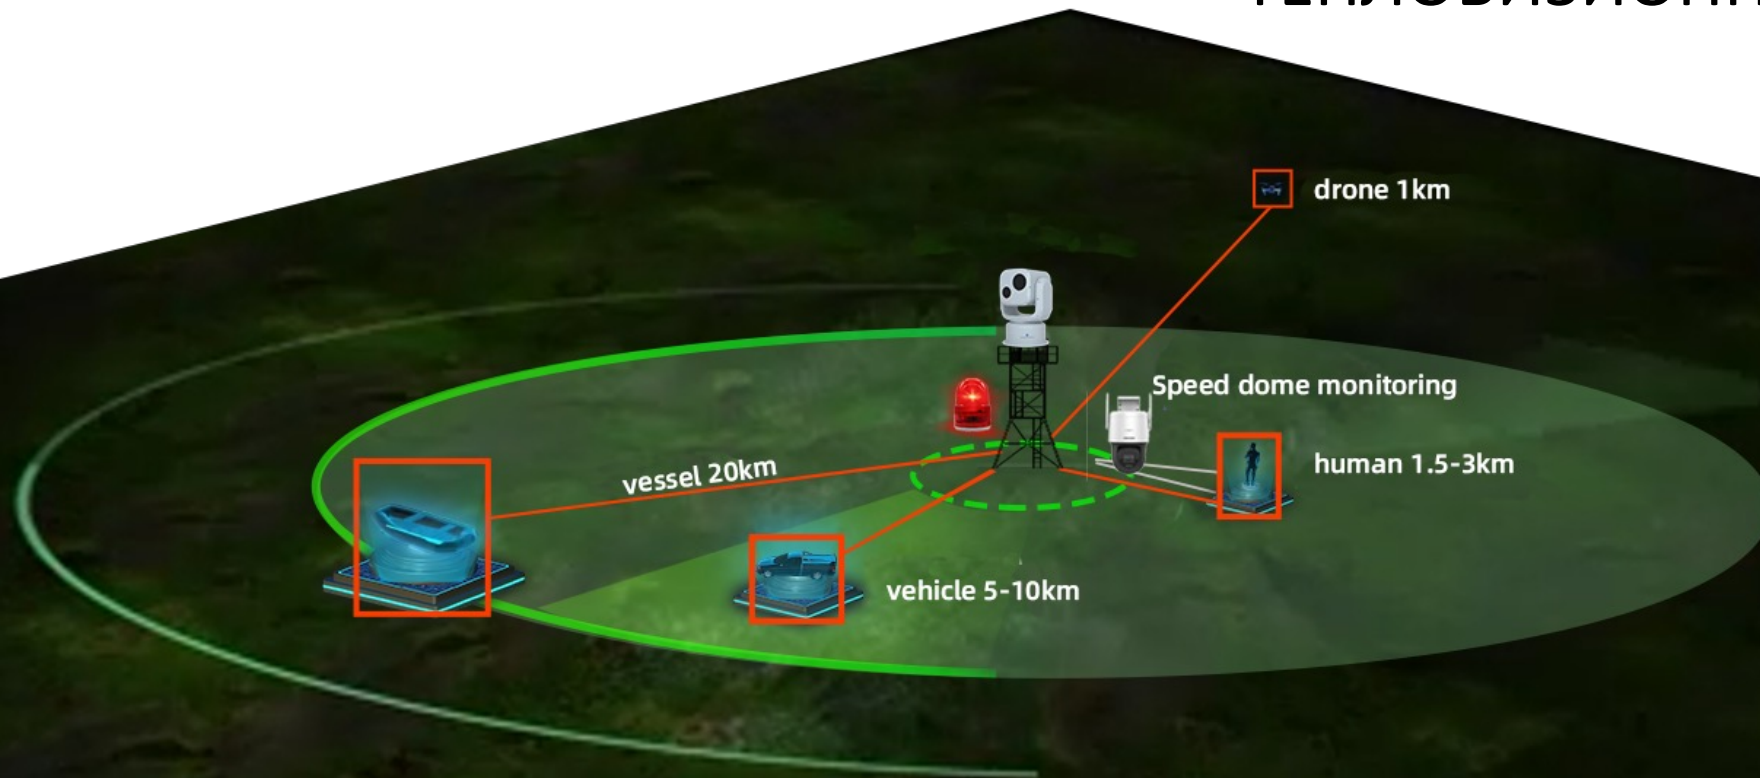 drone 1km
Speed dome monitoring
human 1.5-3km
vessel 20km
vehicle 5-10km